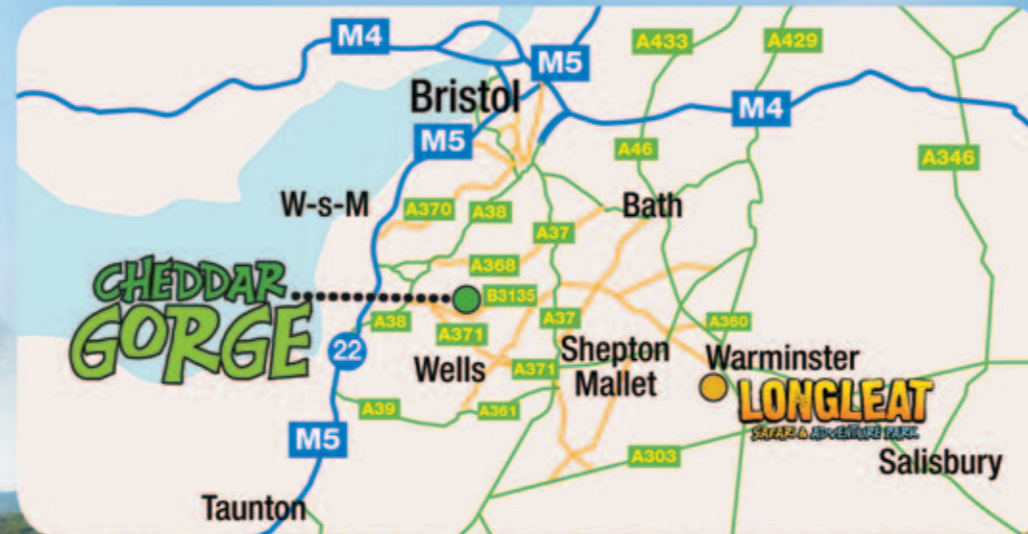 M4
M5
A433
A429
Bristol
M4
M5
A46
A346
W-s-M
A370
A38
Bath
A37
A368
CHEDDAR
GORGE
B3135
A38
A37
A360
A371
22
Wells
Shepton
Mallet
A371
Warminster
LONGLEAT
SAFARI & ADVENTURE PARK
A39
A361
M5
A303
Salisbury
Taunton